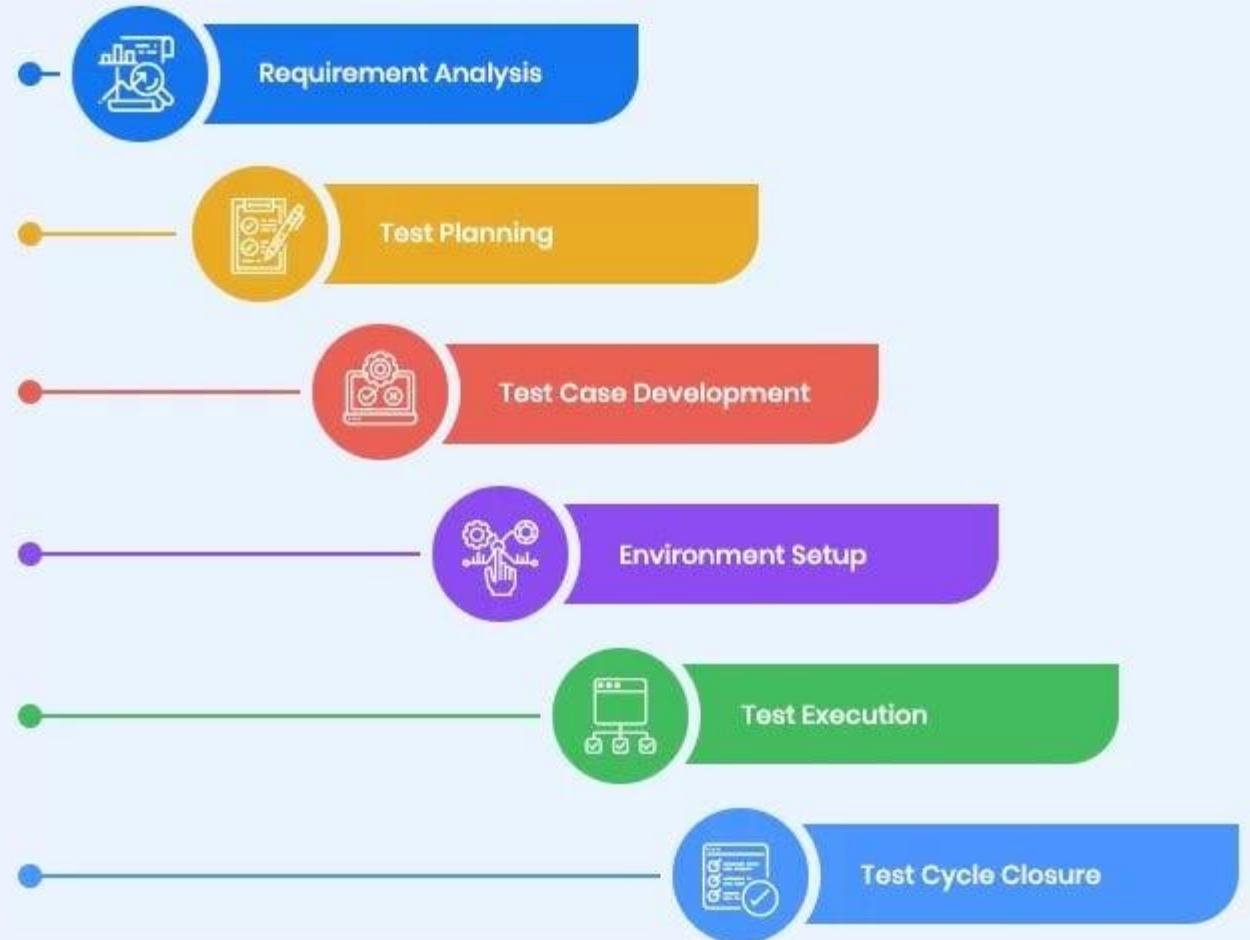 Requirement Analysis
Test Planning
Test Case Development
Environment Setup
Test Execution
Test Cycle Closure